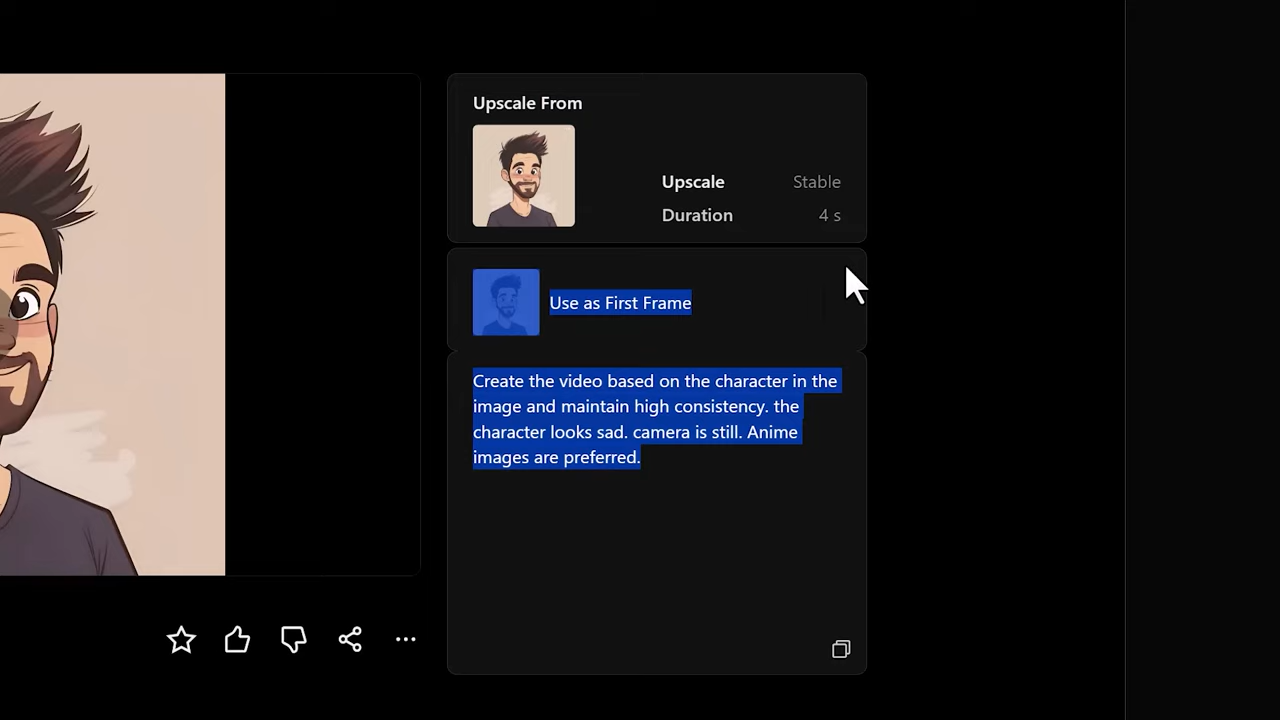 Upscale From
Upscale Stable
Duration 4 s
Use as First Frame
Create the video based on the character in the
image and maintain high consistency. the
character looks sad. camera is still. Anime
images are preferred.